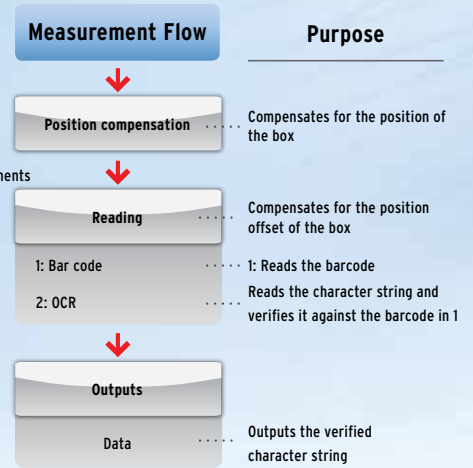 Measurement Flow
Purpose
Position compensation
Compensates for the position of
the box
nents
Reading
Compensates for the position
offset of the box
1: Bar code
1: Reads the barcode
2: OCR
Reads the character string and
verifies it against the barcode in 1
Outputs
Data
Outputs the verified
character string